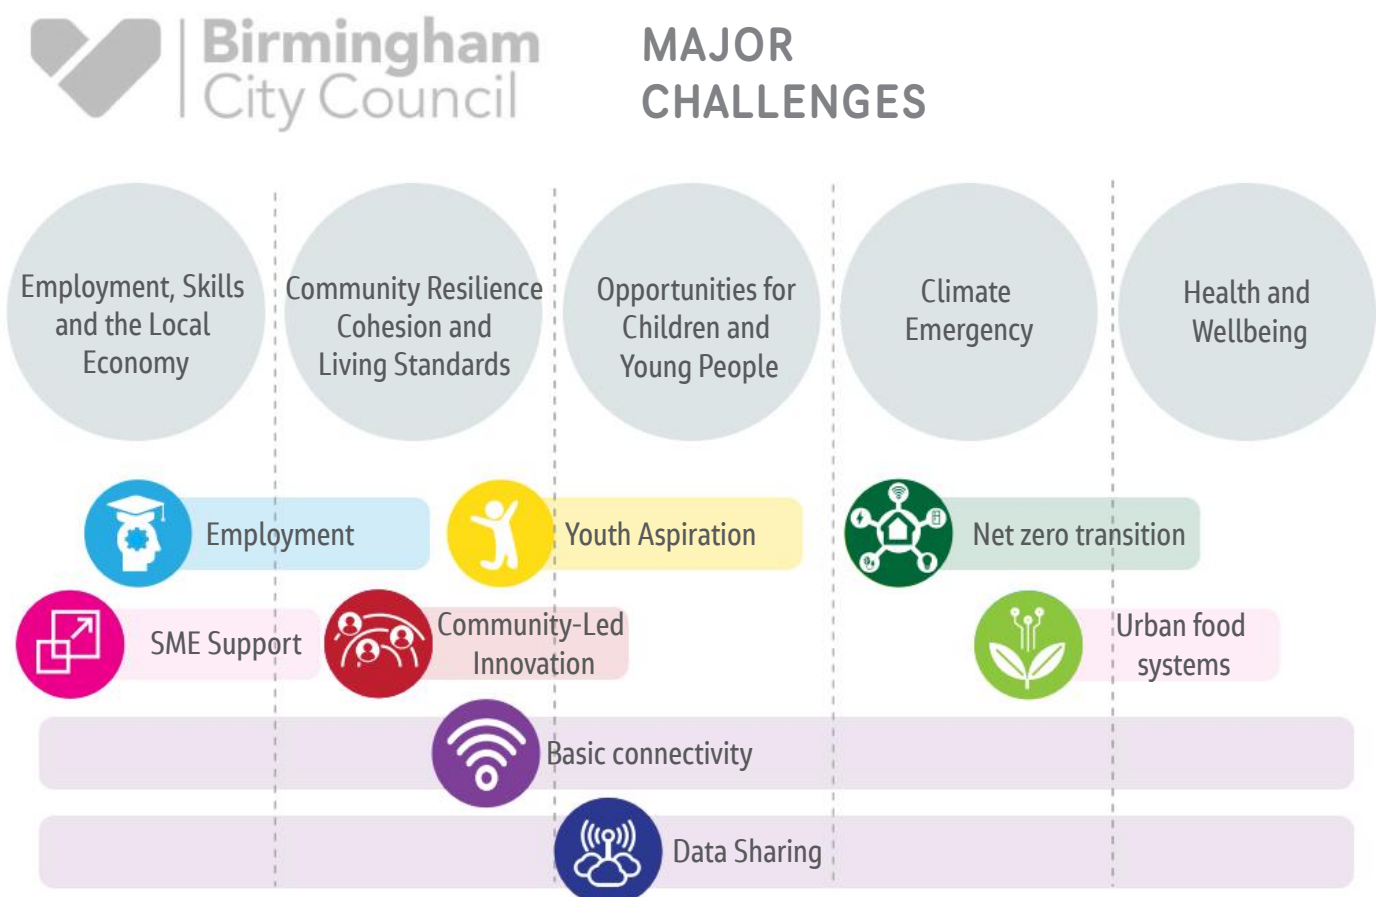 Birmingham
City Council
MAJOR
CHALLENGES
Employment, Skills
and the Local
Economy
Community Resilience
Cohesion and
Living Standards
Opportunities for
Children and
Young People
Climate
Emergency
Health and
Wellbeing
Employment
Youth Aspiration
Net zero transition
SME Support
Community-Led
Innovation
Urban food
systems
Basic connectivity
Data Sharing